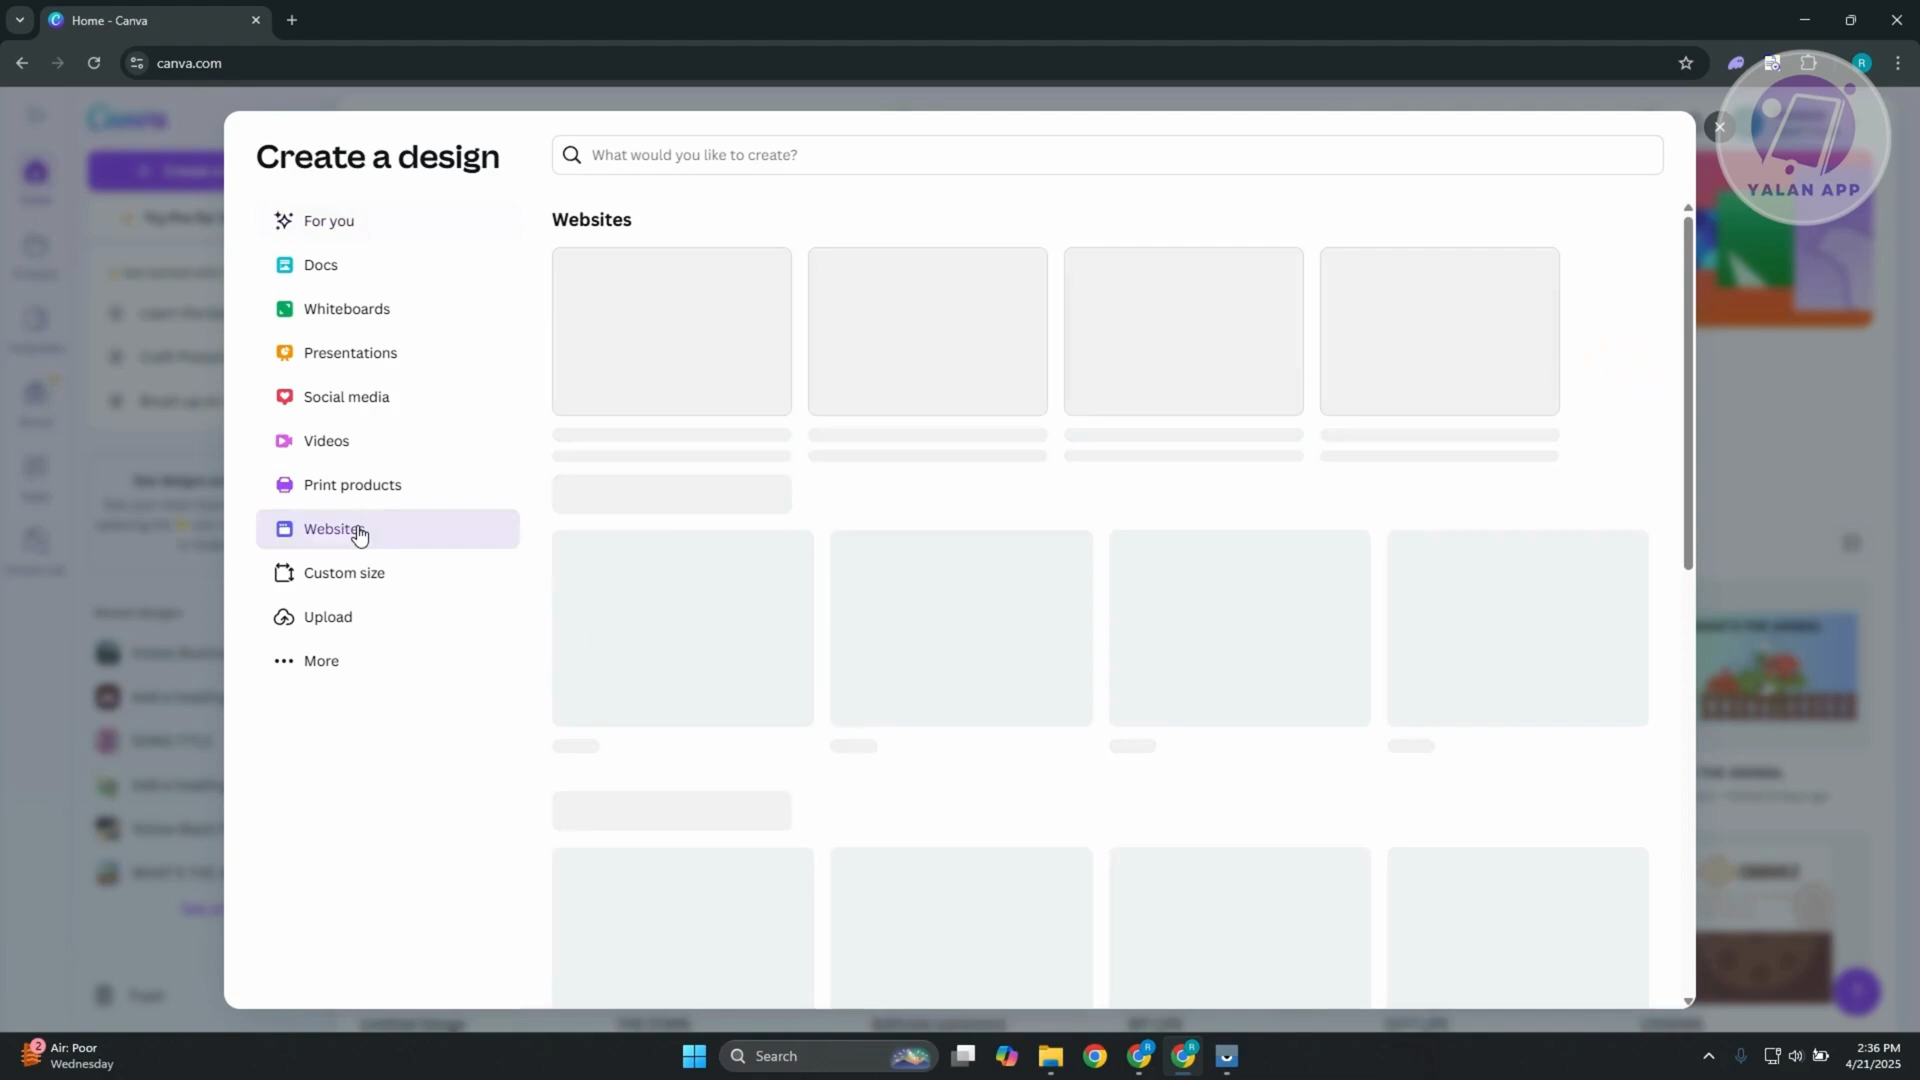 Home - Canva
canva.com
YALAN APP
Create a design
What would you like to create?
For you
Docs
Whiteboards
Presentations
Social media
Videos
Print products
Websites
Custom size
Upload
More
Websites
2
Air: Poor
Wednesday
Search
2:36 PM
4/21/2025